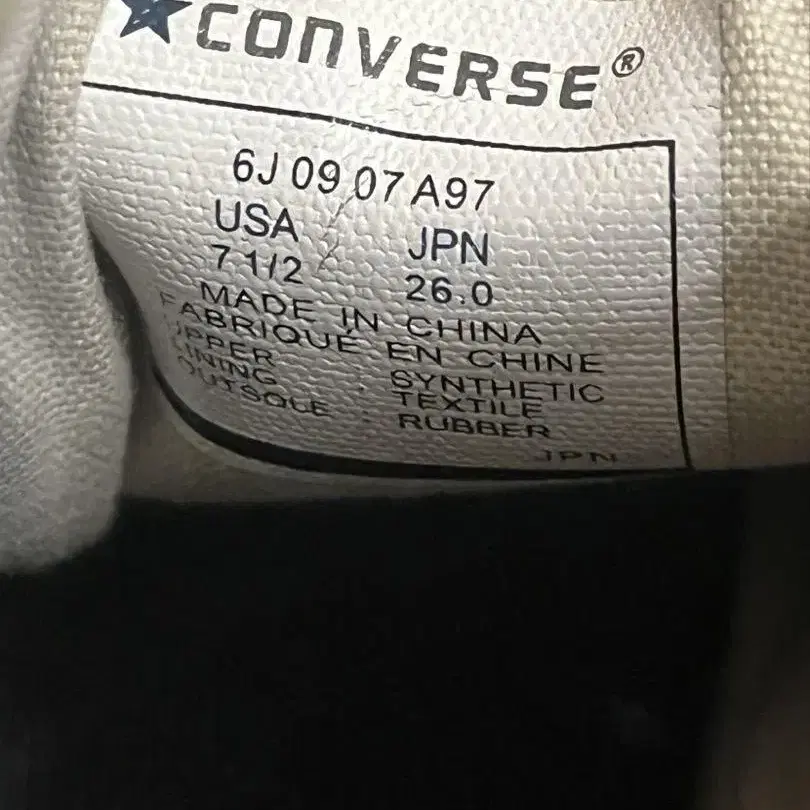 CONVERSE®
6J 09 07 A97
USA JPN
7 1/2 26.0
MADE IN CHINA
FABRIQUÉ EN CHINE
UPPER : SYNTHETIC
LINING : TEXTILE
OUTSOLE : RUBBER
JPN